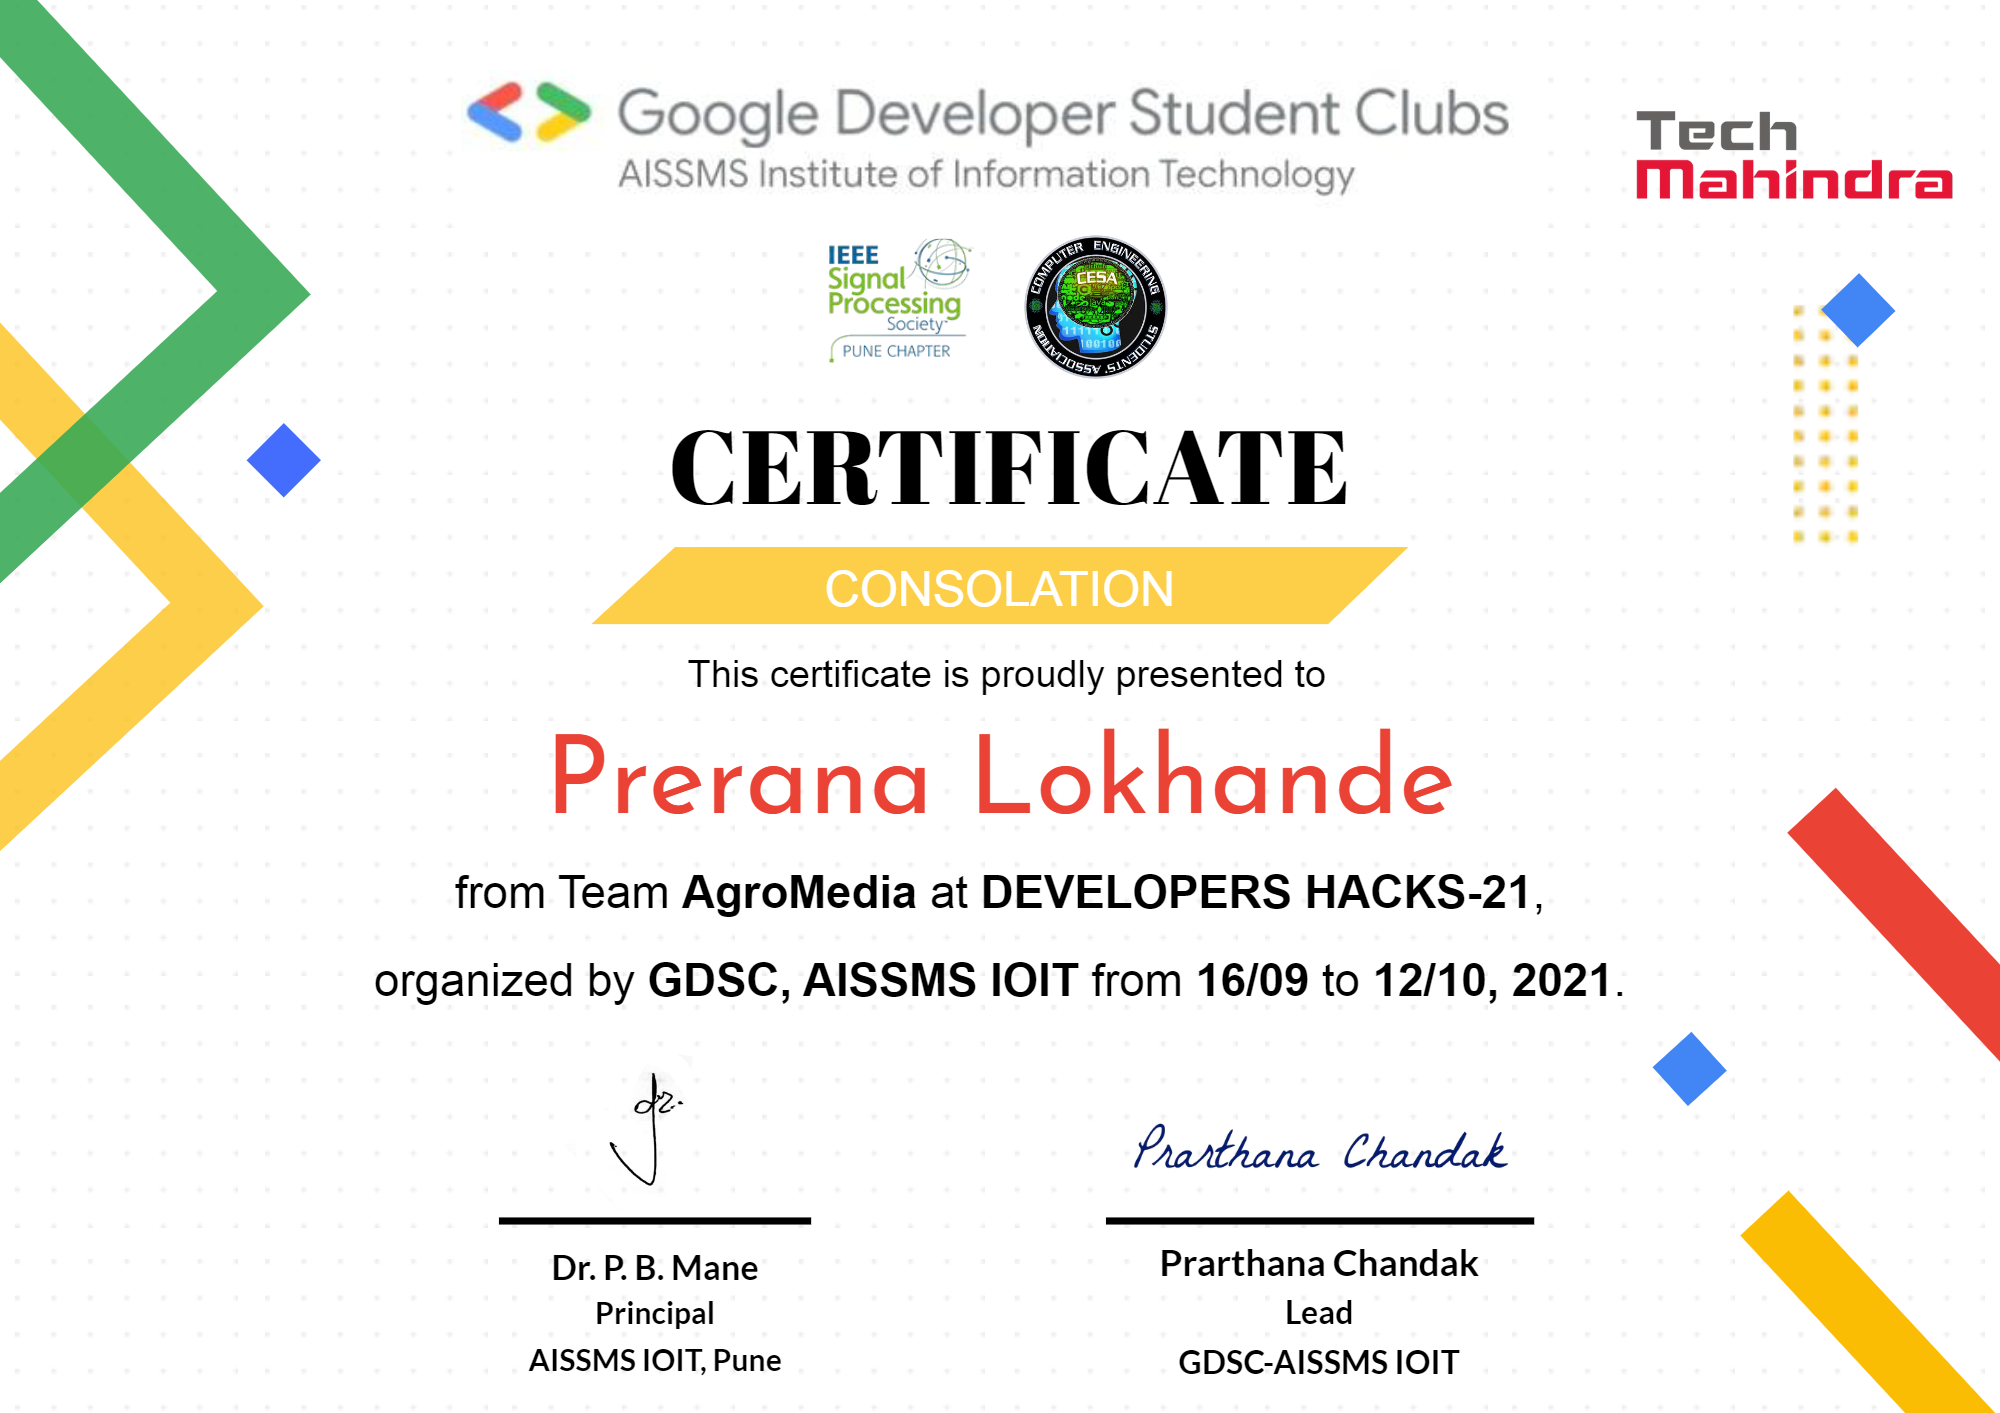 Google Developer Student Clubs
AISSMS Institute of Information Technology
Tech
Mahindra
IEEE
Signal
Processing
Society
PUNE CHAPTER
COMPUTER ENGINEERING
STUDENTS' ASSOCIATION
CESA
100100
CERTIFICATE
CONSOLATION
This certificate is proudly presented to
Prerana Lokhande
from Team AgroMedia at DEVELOPERS HACKS-21,
organized by GDSC, AISSMS IOIT from 16/09 to 12/10, 2021.
dr.
Prarthana Chandak
Dr. P. B. Mane
Principal
AISSMS IOIT, Pune
Prarthana Chandak
Lead
GDSC-AISSMS IOIT